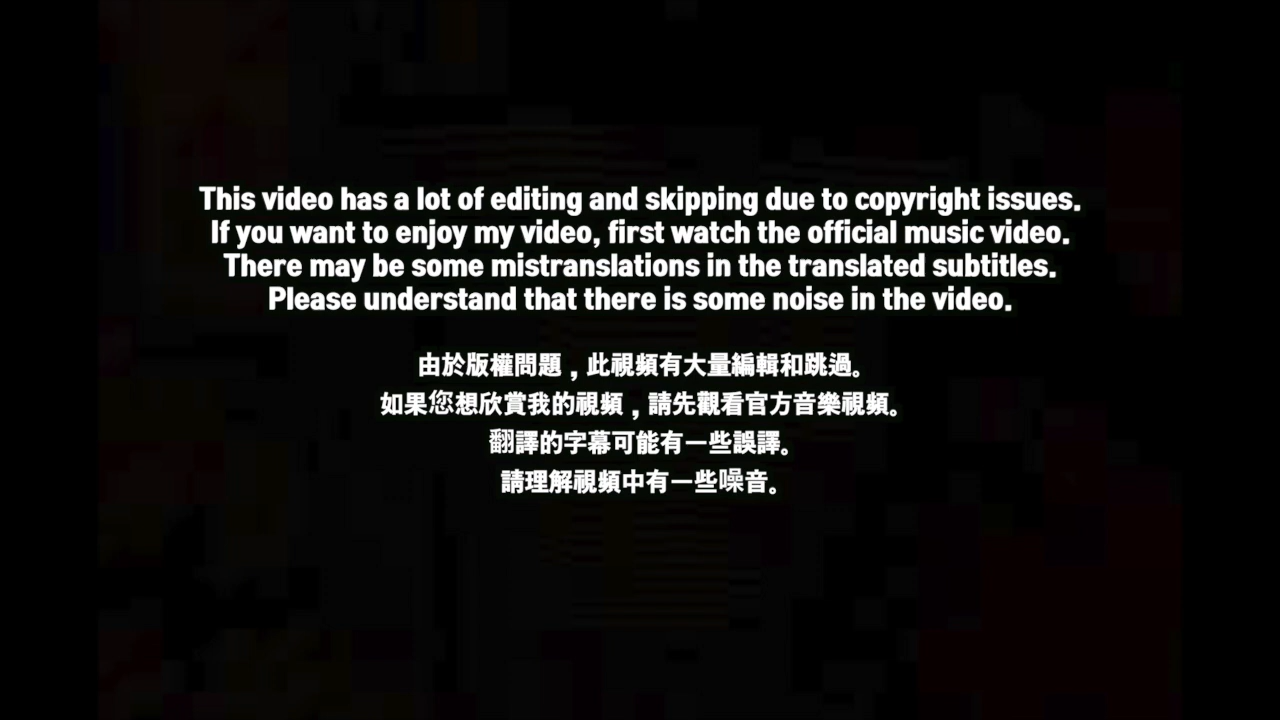 This video has a lot of editing and skipping due to copyright issues.
If you want to enjoy my video, first watch the official music video.
There may be some mistranslations in the translated subtitles.
Please understand that there is some noise in the video.
由於版權問題，此視頻有大量編輯和跳過。
如果您想欣賞我的視頻，請先觀看官方音樂視頻。
翻譯的字幕可能有一些誤譯。
請理解視頻中有一些噪音。